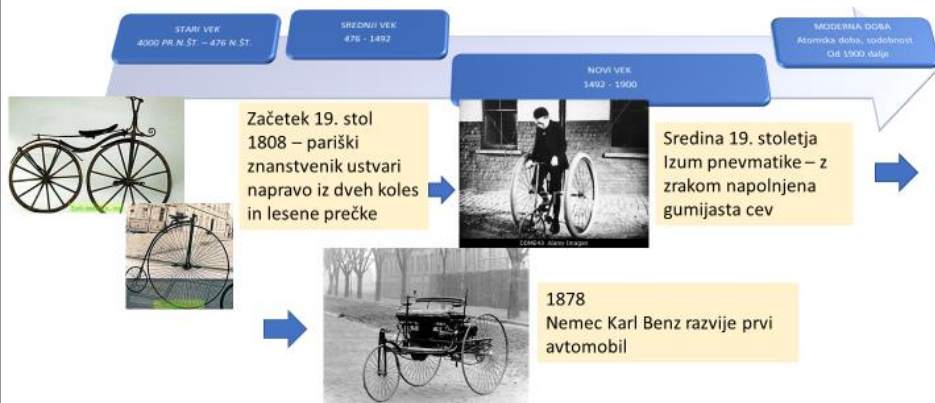 STARI VEK
4000 PR.N.ŠT. – 476 N.ŠT.
SREDNJI VEK
476 - 1492
NOVI VEK
1492 - 1900
MODERNA DOBA
Atomska doba, sodobnost
Od 1900 dalje
Začetek 19. stol
1808 – pariški
znanstvenik ustvari
napravo iz dveh koles
in lesene prečke
Sredina 19. stoletja
Izum pnevmatike – z
zrakom napolnjena
gumijasta cev
1878
Nemec Karl Benz razvije prvi
avtomobil